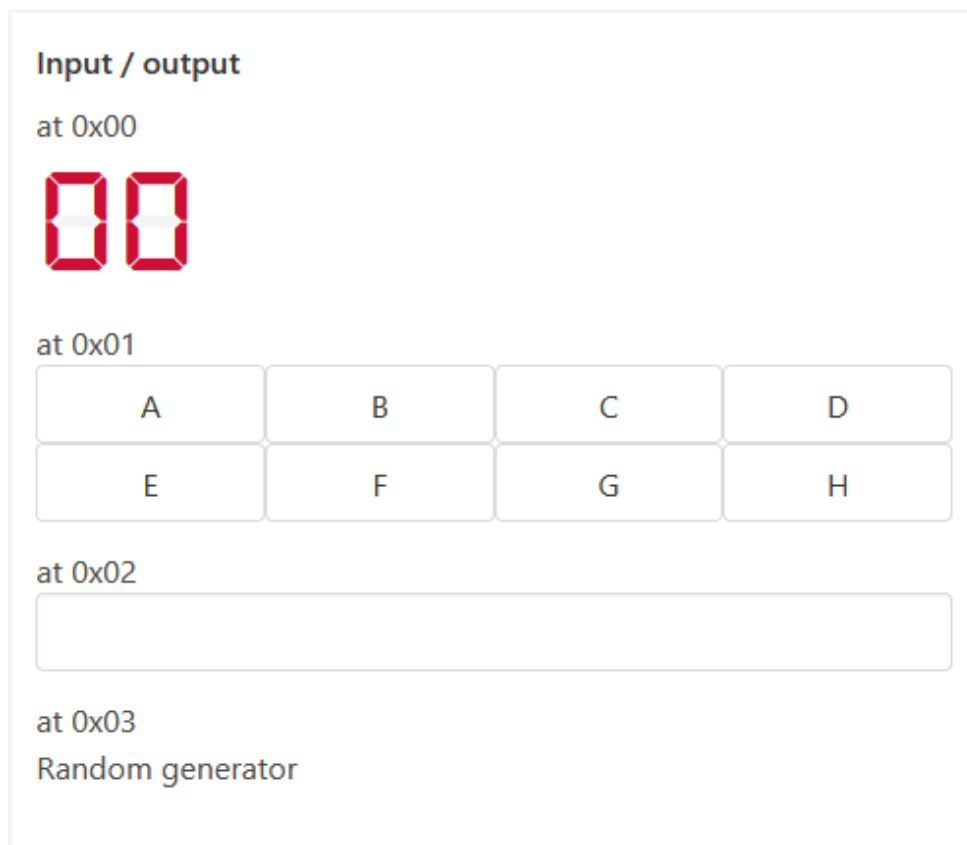 Input / output
at 0x00
00
at 0x01
A B C D
E F G H
at 0x02
at 0x03
Random generator